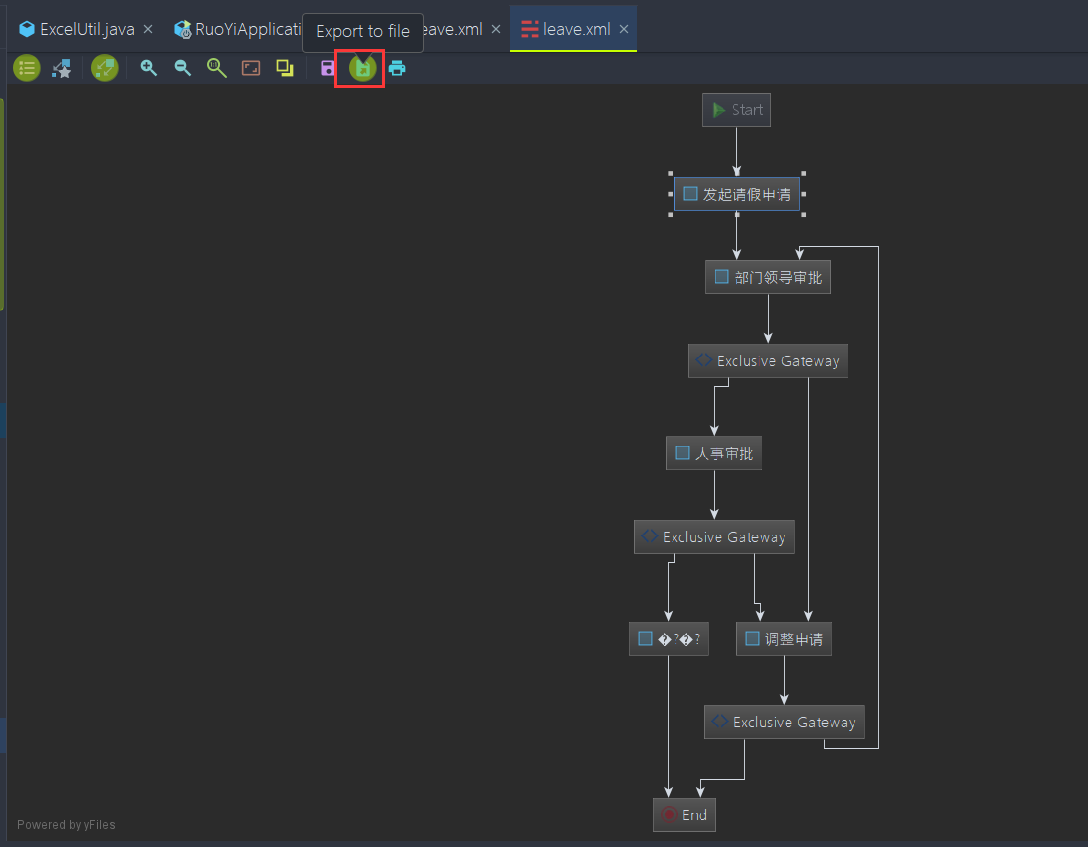 ExcelUtil.java
RuoYiApplicati
Export to file
eave.xml
leave.xml
Start
发起请假申请
部门领导审批
Exclusive Gateway
人事审批
Exclusive Gateway
�?�?
调整申请
Exclusive Gateway
End
Powered by yFiles